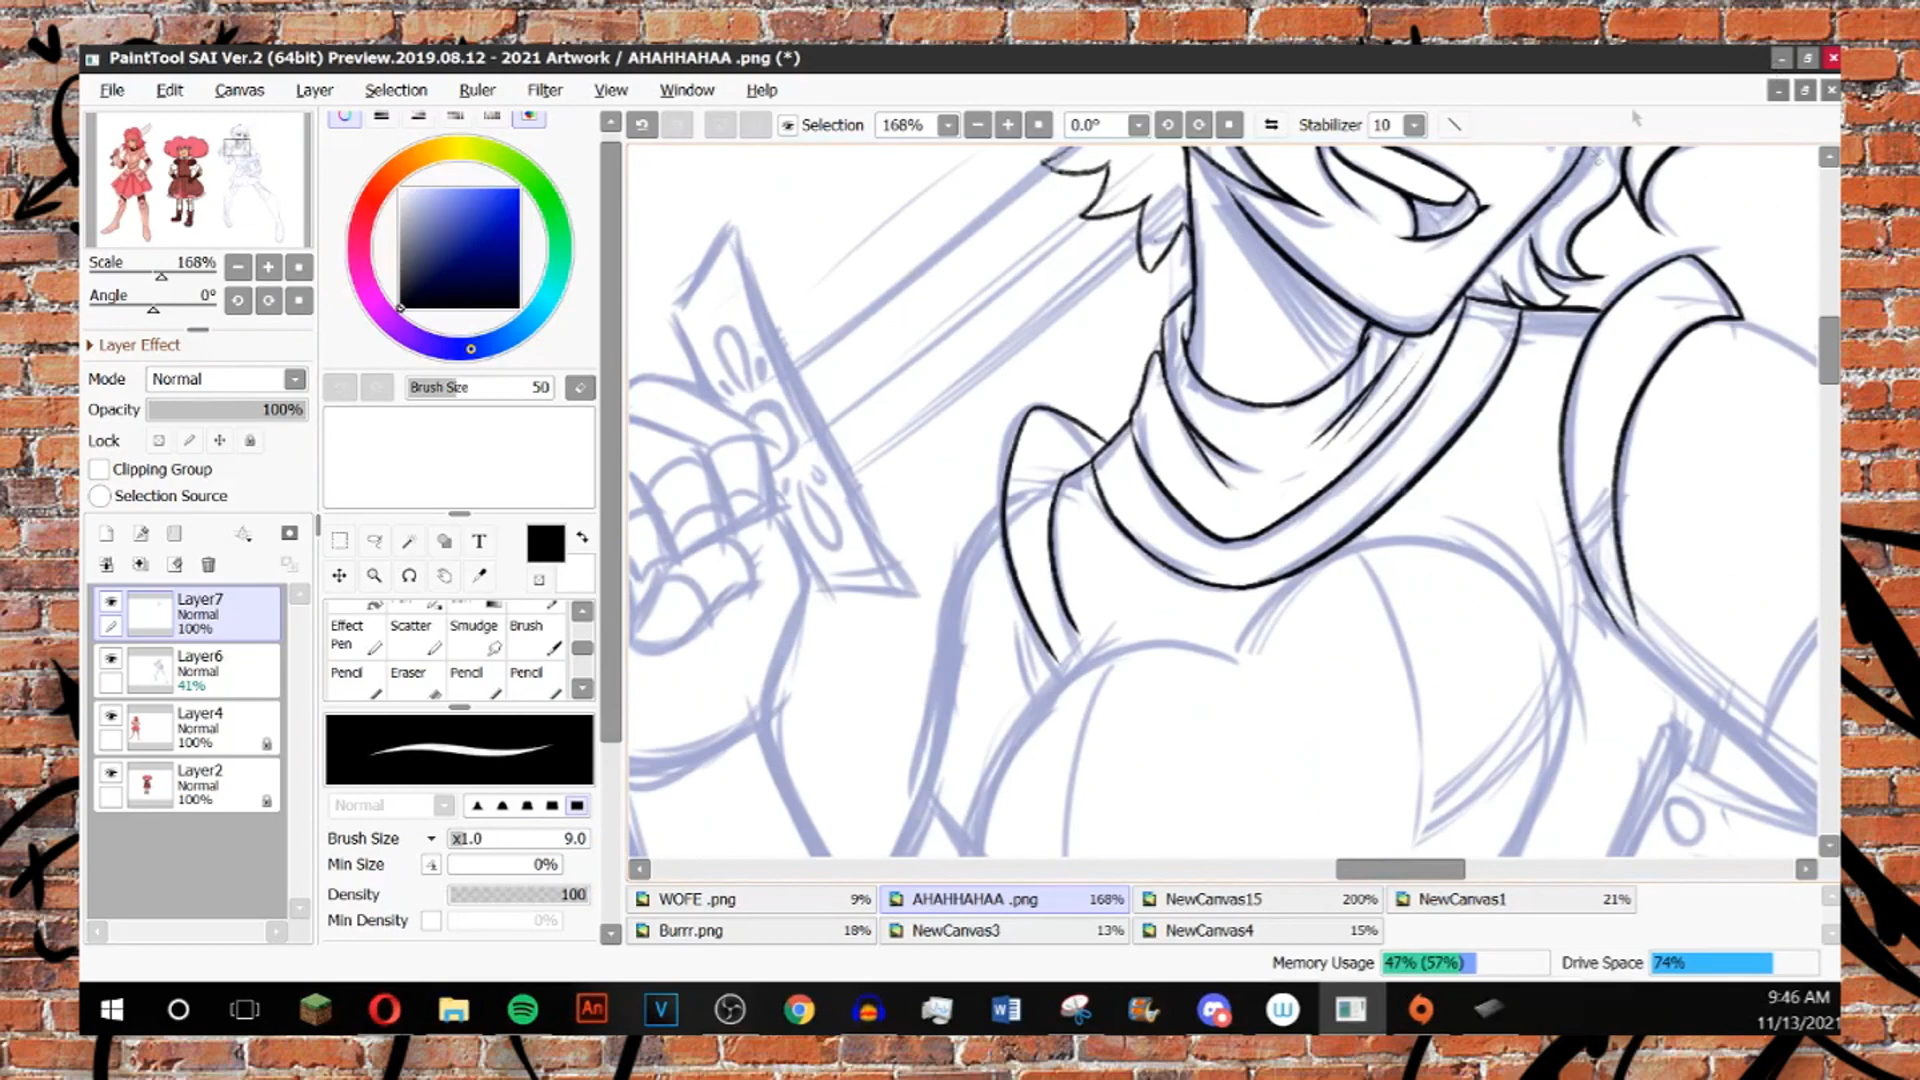 PaintTool SAI Ver.2 (64bit) Preview.2019.08.12 - 2021 Artwork / AHAHHAHAA .png (*)
File Edit Canvas Layer Selection Ruler Filter View Window Help
Selection 168% 0.0° Stabilizer 10
Scale 168%
Angle 0°
Layer Effect
Mode Normal
Opacity 100%
Lock
Clipping Group
Selection Source
Layer7
Normal
100%
Layer6
Normal
41%
Layer4
Normal
100%
Layer2
Normal
100%
Brush Size 50
T
Effect Pen Scatter Smudge Brush
Pencil Eraser Pencil Pencil
Normal
Brush Size x1.0 9.0
Min Size 0%
Density 100
Min Density 0%
WOFE .png 9% AHAHHAHAA .png 168% NewCanvas15 200% NewCanvas1 21%
Burrr.png 18% NewCanvas3 13% NewCanvas4 15%
Memory Usage 47% (57%) Drive Space 74%
An V W W
9:46 AM
11/13/2021